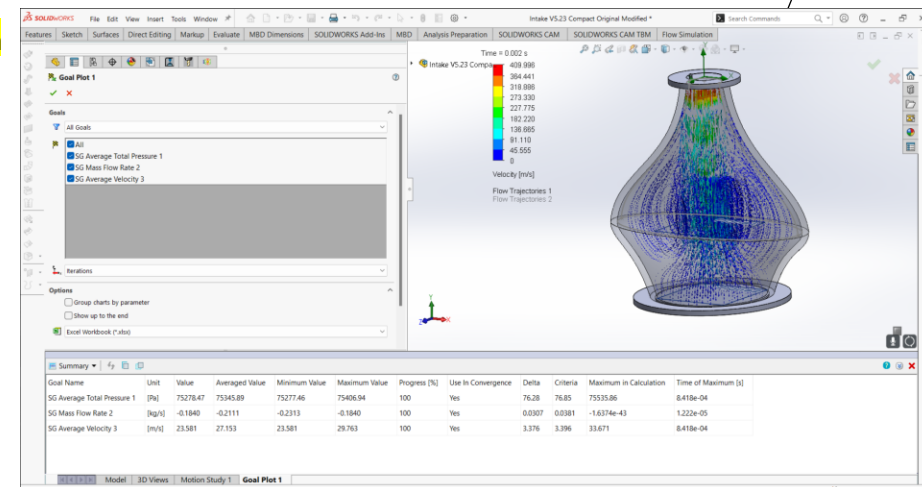 SOLIDWORKS File Edit View Insert Tools Window Intake V5.23 Compact Original Modified * Search Commands
Features Sketch Surfaces Direct Editing Markup Evaluate MBD Dimensions SOLIDWORKS Add-Ins MBD Analysis Preparation SOLIDWORKS CAM SOLIDWORKS CAM TBM Flow Simulation
Goal Plot 1
Goals
All Goals
All
SG Average Total Pressure 1
SG Mass Flow Rate 2
SG Average Velocity 3
Iterations
Options
Group charts by parameter
Show up to the end
Excel Workbook (*.xlsx)
Time = 0.002 s
Intake V5.23 Compa
409.996
364.441
318.886
273.330
227.775
182.220
136.665
91.110
45.555
0
Velocity [m/s]
Flow Trajectories 1
Flow Trajectories 2
Y
Z X
Summary
Goal Name Unit Value Averaged Value Minimum Value Maximum Value Progress [%] Use In Convergence Delta Criteria Maximum in Calculation Time of Maximum [s]
SG Average Total Pressure 1 [Pa] 75278.47 75345.89 75277.46 75406.94 100 Yes 76.28 76.85 75535.86 8.418e-04
SG Mass Flow Rate 2 [kg/s] -0.1840 -0.2111 -0.2313 -0.1840 100 Yes 0.0307 0.0381 -1.6374e-43 1.222e-05
SG Average Velocity 3 [m/s] 23.581 27.153 23.581 29.763 100 Yes 3.376 3.396 33.671 8.418e-04
Model 3D Views Motion Study 1 Goal Plot 1